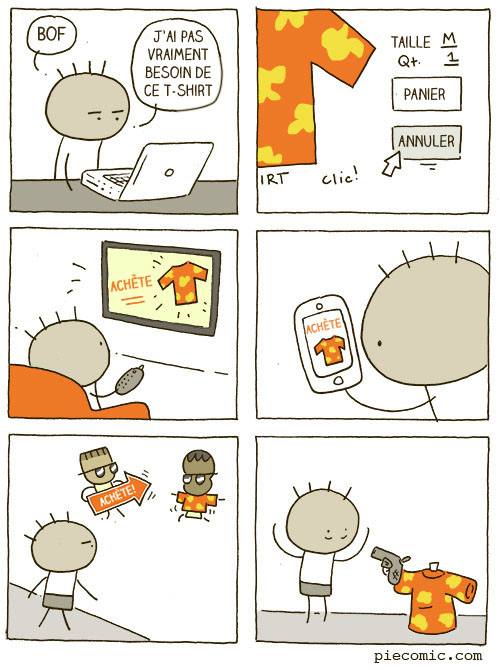 BOF
J'AI PAS
VRAIMENT
BESOIN DE
CE T-SHIRT
TAILLE M
Qt. 1
PANIER
ANNULER
IRT clic!
ACHÈTE
ACHÈTE
ACHÈTE!
piecomic.com